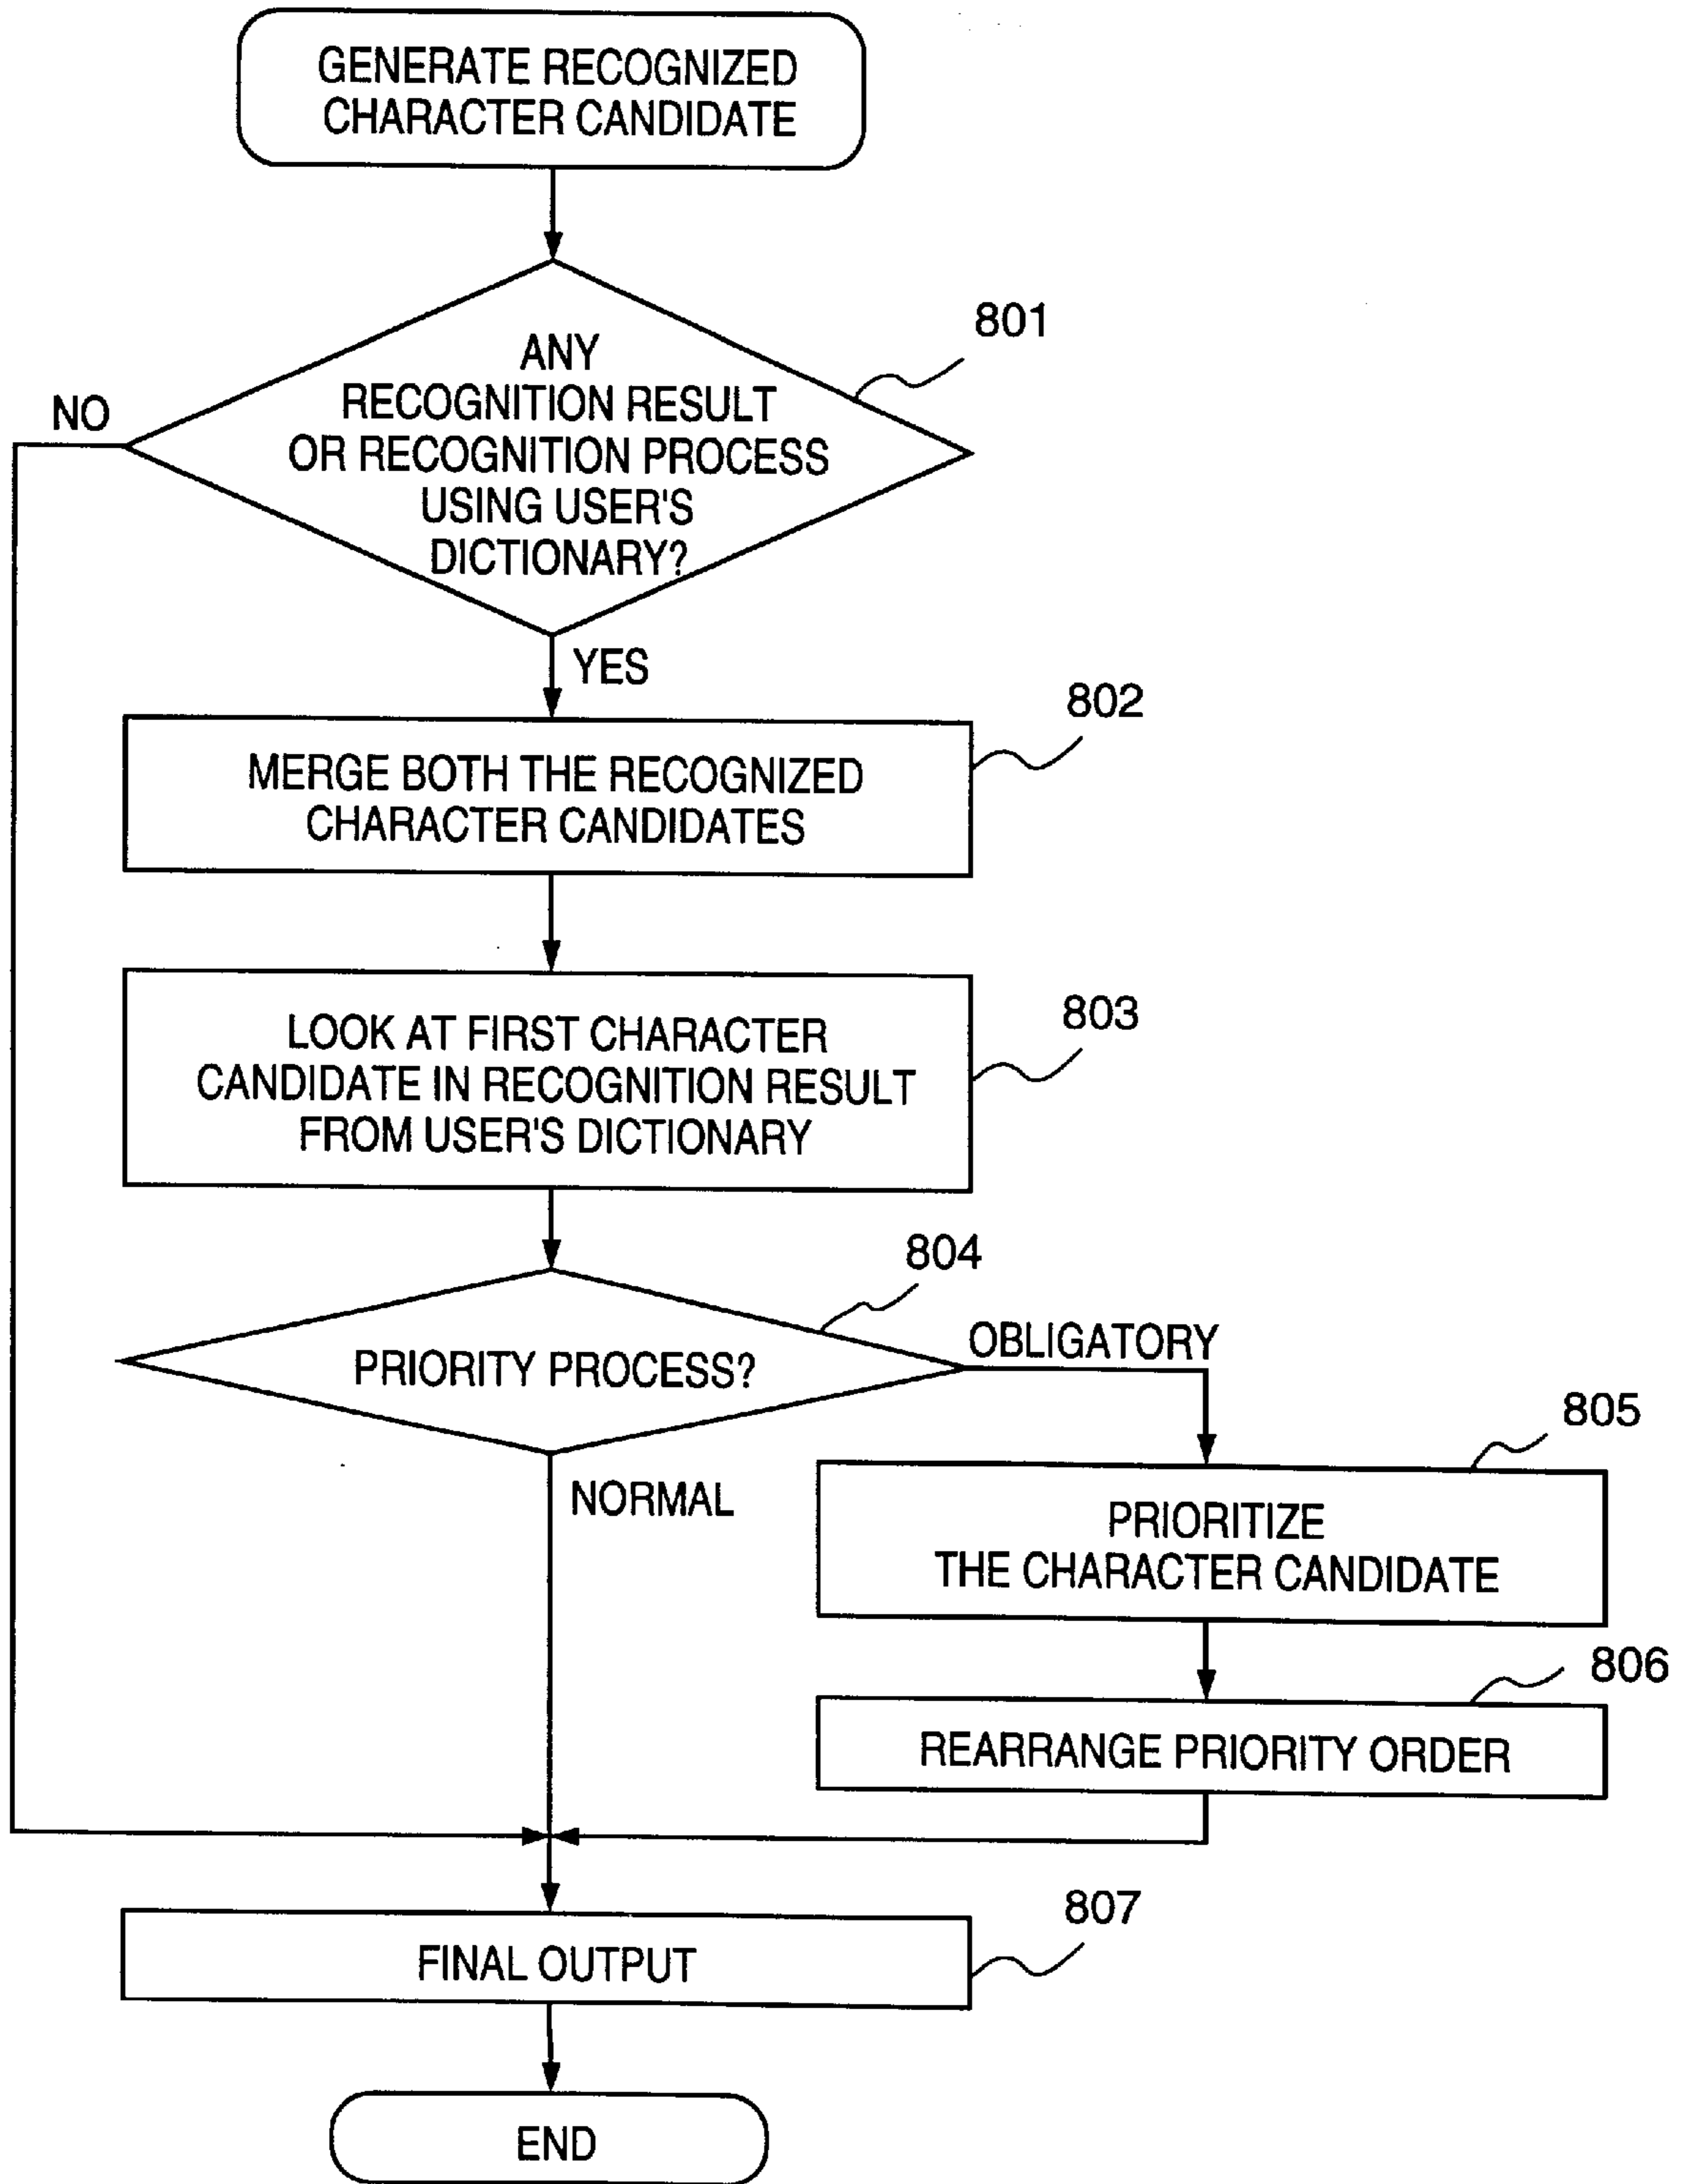 GENERATE RECOGNIZED
CHARACTER CANDIDATE
801
ANY
RECOGNITION RESULT
OR RECOGNITION PROCESS
USING USER'S
DICTIONARY?
NO
YES
802
MERGE BOTH THE RECOGNIZED
CHARACTER CANDIDATES
803
LOOK AT FIRST CHARACTER
CANDIDATE IN RECOGNITION RESULT
FROM USER'S DICTIONARY
804
PRIORITY PROCESS?
OBLIGATORY
NORMAL
805
PRIORITIZE
THE CHARACTER CANDIDATE
806
REARRANGE PRIORITY ORDER
807
FINAL OUTPUT
END